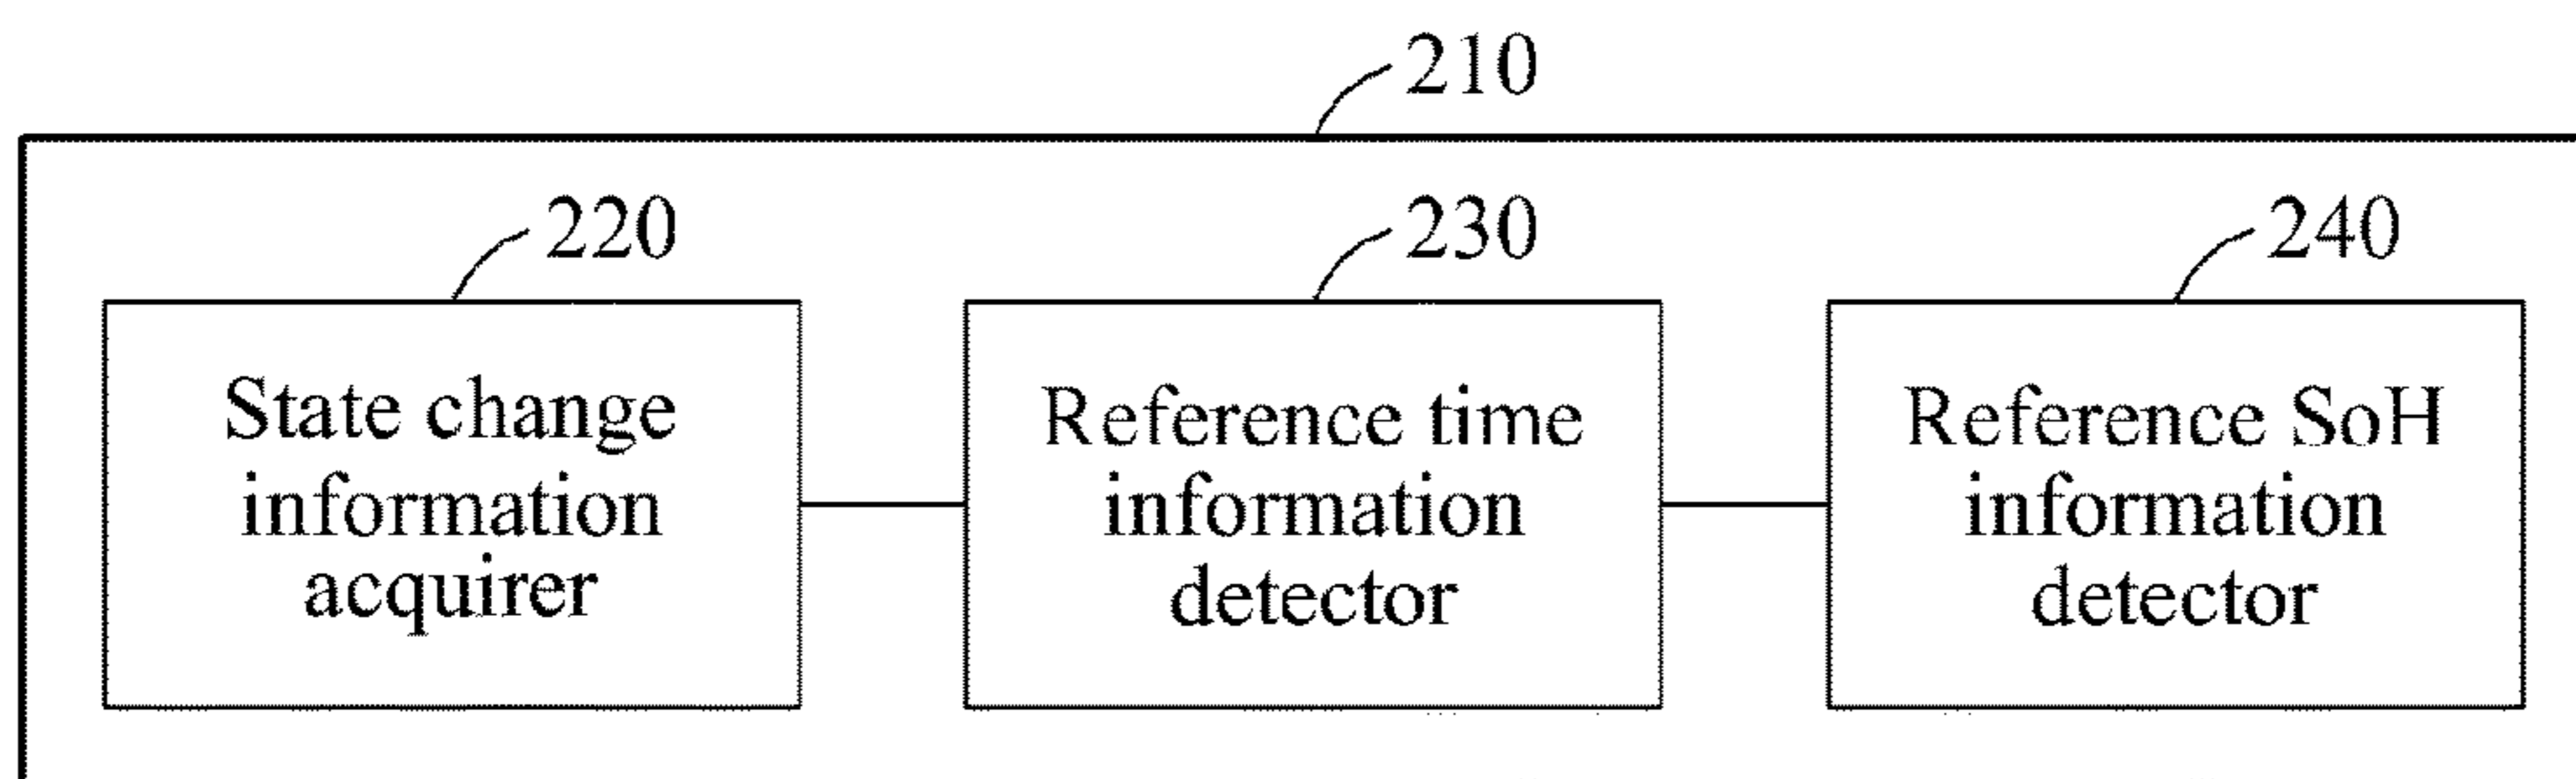 210
220
230
240
State change
information
acquirer
Reference time
information
detector
Reference SoH
information
detector